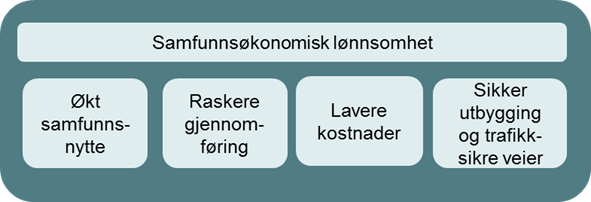 Samfunnsøkonomisk lønnsomhet
Økt
samfunns-
nytte
Raskere
gjennom-
føring
Lavere
kostnader
Sikker
utbygging
og trafikk-
sikre veier